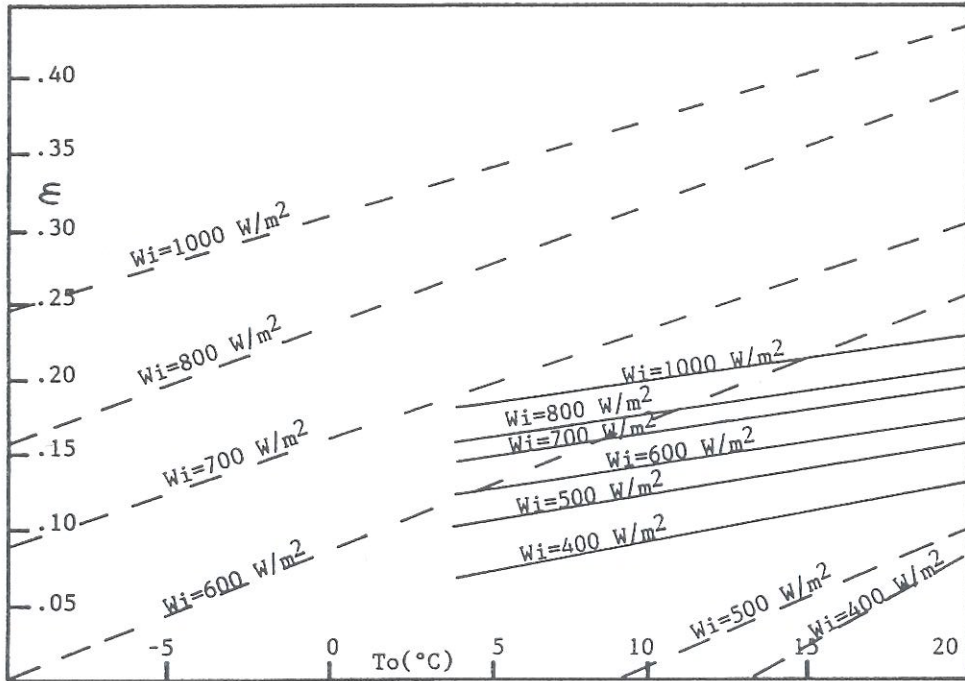 .40
.35
ε
.30
Wi=1000 W/m²
.25
Wi=800 W/m²
.20
Wi=1000 W/m²
Wi=800 W/m²
.15
Wi=700 W/m²
Wi=700 W/m²
Wi=600 W/m²
.10
Wi=500 W/m²
Wi=400 W/m²
.05
Wi=600 W/m²
Wi=500 W/m²
Wi=400 W/m²
-5 0 To(°C) 5 10 15 20